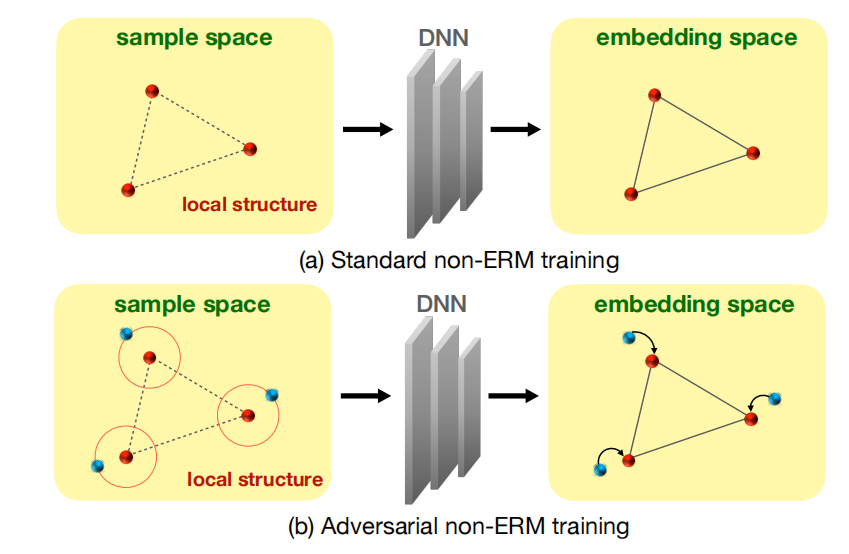 sample space
DNN
embedding space
local structure
(a) Standard non-ERM training
sample space
DNN
embedding space
local structure
(b) Adversarial non-ERM training